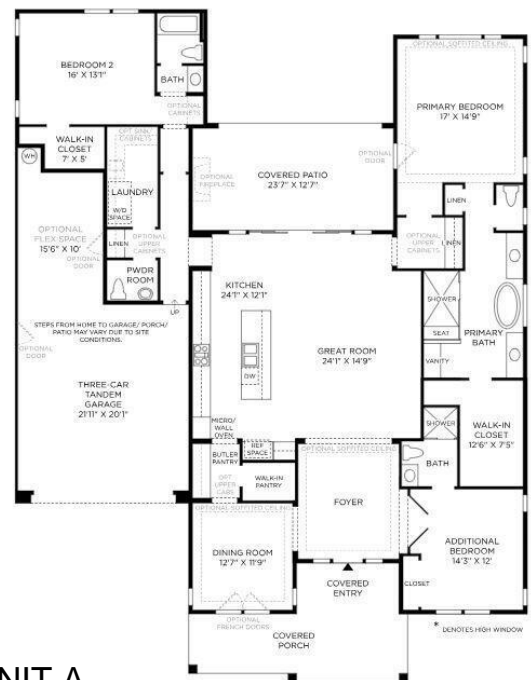 BEDROOM 2
16' X 13'1"
BATH
OPTIONAL
CABINETS
WALK-IN
CLOSET
7' X 5'
WH
OPT SINK/
CABINETS
LAUNDRY
W/D
SPACE
OPTIONAL
UPPER
CABINETS
LINEN
PWDR
ROOM
UP
OPTIONAL
FLEX SPACE
15'6" X 10'
OPTIONAL
DOOR
STEPS FROM HOME TO GARAGE/ PORCH/
PATIO MAY VARY DUE TO SITE
CONDITIONS.
OPTIONAL
DOOR
THREE-CAR
TANDEM
GARAGE
21'11" X 20'1"
OPTIONAL
FIREPLACE
COVERED PATIO
23'7" X 12'7"
OPTIONAL
DOOR
OPTIONAL SOFFITED CEILING
PRIMARY BEDROOM
17' X 14'9"
LINEN
OPTIONAL
UPPER
CABINETS
LINEN
KITCHEN
24'1" X 12'1"
DW
GREAT ROOM
24'1" X 14'9"
SHOWER
SEAT
PRIMARY
BATH
VANITY
MICRO/
WALL
OVEN
REF
SPACE
BUTLER
PANTRY
OPT
UPPER
CABS
WALK-IN
PANTRY
OPTIONAL SOFFITED CEILING
FOYER
SHOWER
BATH
WALK-IN
CLOSET
12'6" X 7'5"
OPTIONAL SOFFITED CEILING
DINING ROOM
12'7" X 11'9"
OPTIONAL
FRENCH DOORS
COVERED
ENTRY
COVERED
PORCH
ADDITIONAL
BEDROOM
14'3" X 12'
CLOSET
* DENOTES HIGH WINDOW
NIT A